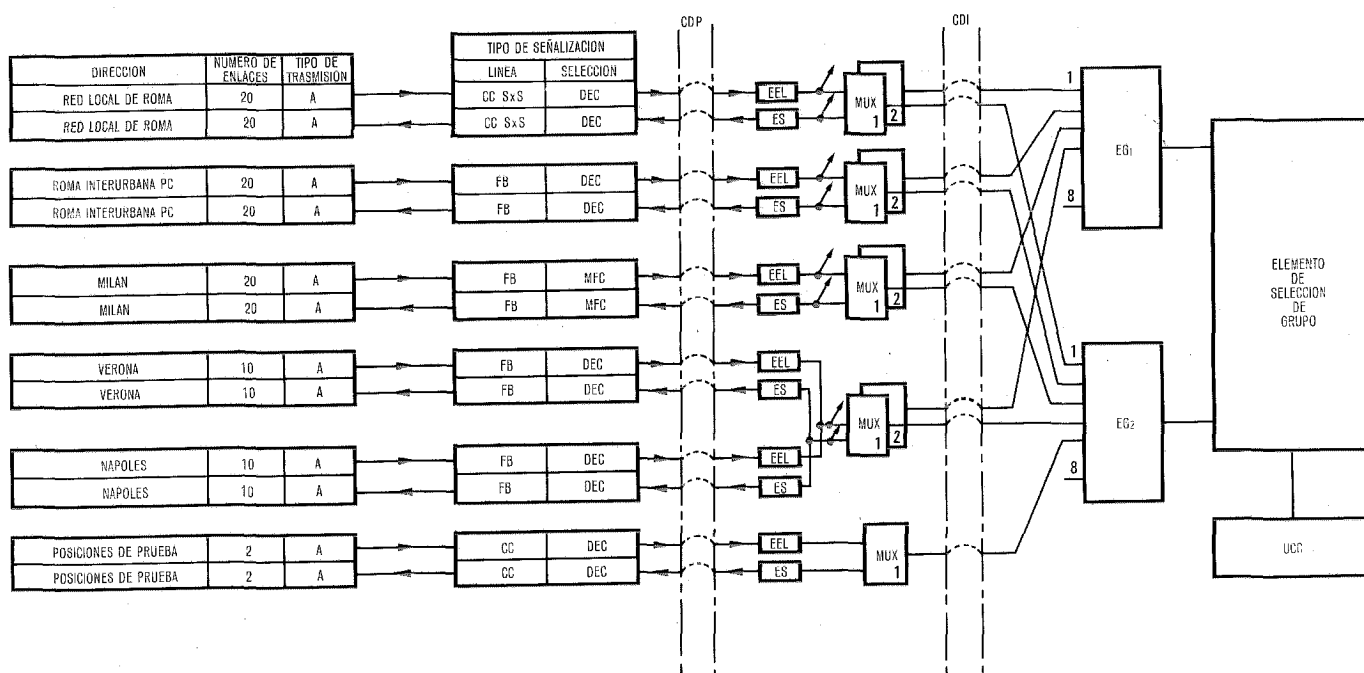 CDP
CDI
DIRECCION NUMERO DE ENLACES TIPO DE TRASMISIÓN
TIPO DE SEÑALIZACION
LINEA SELECCION
RED LOCAL DE ROMA 20 A CC SxS DEC EEL
RED LOCAL DE ROMA 20 A CC SxS DEC ES
MUX 1 2
ROMA INTERURBANA PC 20 A FB DEC EEL
ROMA INTERURBANA PC 20 A FB DEC ES
MUX 1 2
MILAN 20 A FB MFC EEL
MILAN 20 A FB MFC ES
MUX 1 2
VERONA 10 A FB DEC EEL
VERONA 10 A FB DEC ES
MUX 1 2
NAPOLES 10 A FB DEC EEL
NAPOLES 10 A FB DEC ES
POSICIONES DE PRUEBA 2 A CC DEC EEL
POSICIONES DE PRUEBA 2 A CC DEC ES
MUX 1
1
EG1
8
1
EG2
8
ELEMENTO
DE
SELECCION
DE
GRUPO